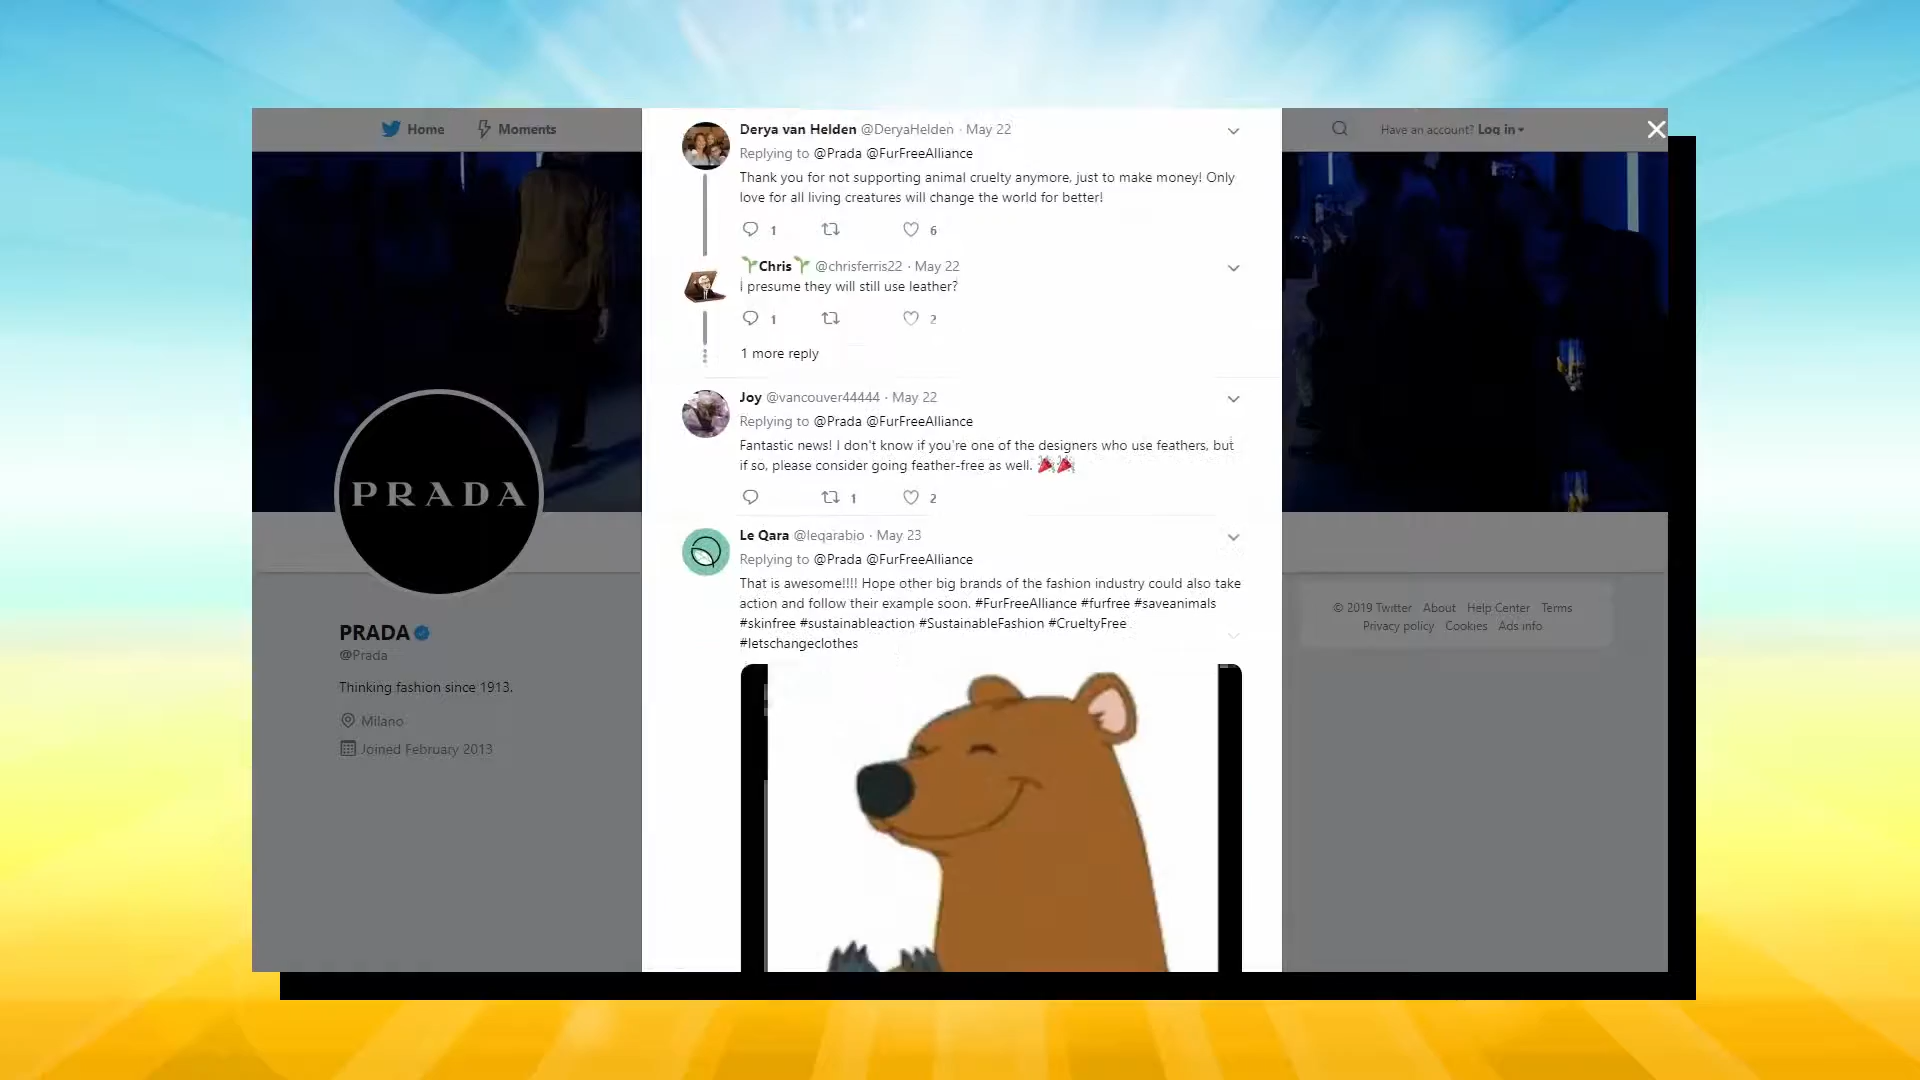 Home
Moments
Have an account? Log in
PRADA
PRADA
@Prada
Thinking fashion since 1913.
Milano
Joined February 2013
Derya van Helden @DeryaHelden · May 22
Replying to @Prada @FurFreeAlliance
Thank you for not supporting animal cruelty anymore, just to make money! Only
love for all living creatures will change the world for better!
1 6
🌱Chris🌱 @chrisferris22 · May 22
I presume they will still use leather?
1 2
1 more reply
Joy @vancouver44444 · May 22
Replying to @Prada @FurFreeAlliance
Fantastic news! I don't know if you're one of the designers who use feathers, but
if so, please consider going feather-free as well. 🎉🎉
1 2
Le Qara @leqarabio · May 23
Replying to @Prada @FurFreeAlliance
That is awesome!!!! Hope other big brands of the fashion industry could also take
action and follow their example soon. #FurFreeAlliance #furfree #saveanimals
#skinfree #sustainableaction #SustainableFashion #CrueltyFree
#letschangeclothes
© 2019 Twitter About Help Center Terms
Privacy policy Cookies Ads info